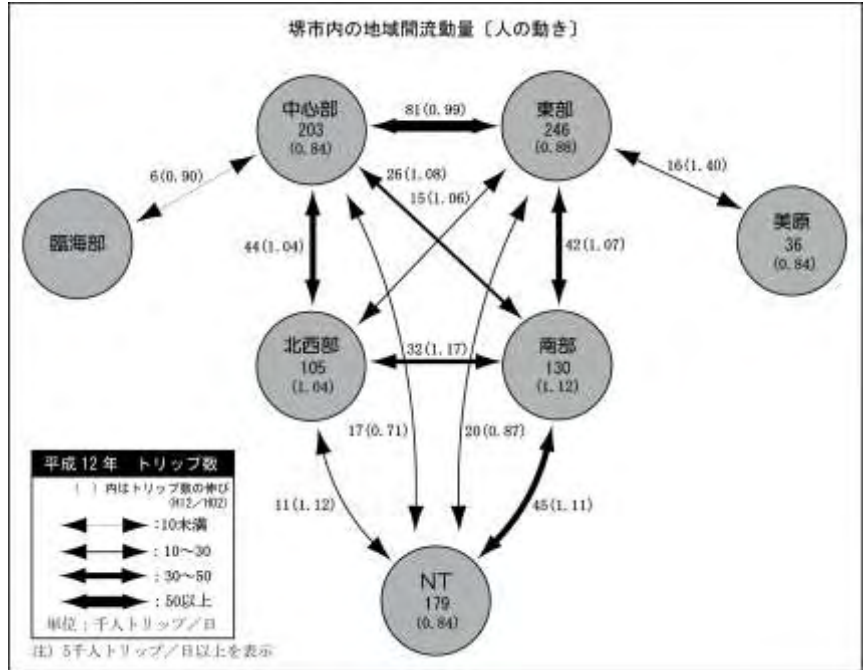 堺市内の地域間流動量〔人の動き〕
中心部
203
(0.84)
81(0.99)
東部
246
(0.88)
6(0.90)
26(1.08)
15(1.06)
16(1.40)
臨海部
美原
36
(0.84)
44(1.04)
42(1.07)
北西部
105
(1.04)
32(1.17)
南部
130
(1.12)
17(0.71)
20(0.87)
11(1.12)
45(1.11)
NT
179
(0.84)
平成12年 トリップ数
( )内はトリップ数の伸び
(H12/H02)
:10未満
:10~30
:30~50
:50以上
単位:千人トリップ/日
注) 5千人トリップ/日以上を表示